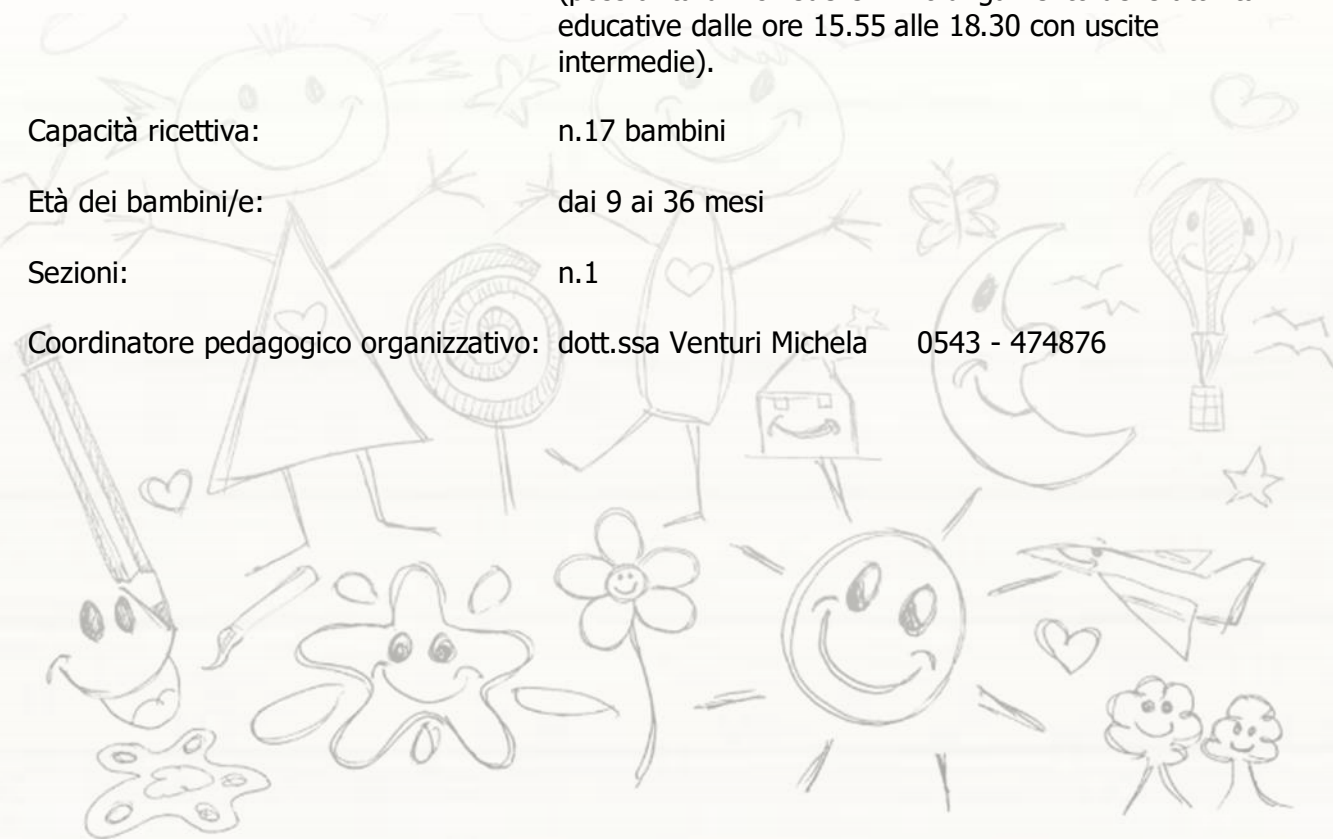 educative dalle ore 15.55 alle 18.30 con uscite
intermedie).
Capacità ricettiva: n.17 bambini
Età dei bambini/e: dai 9 ai 36 mesi
Sezioni: n.1
Coordinatore pedagogico organizzativo: dott.ssa Venturi Michela 0543 - 474876